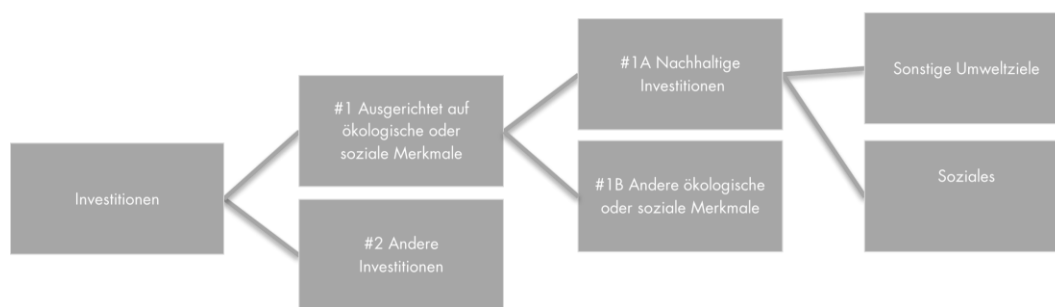 Investitionen
#1 Ausgerichtet auf
ökologische oder
soziale Merkmale
#2 Andere
Investitionen
#1A Nachhaltige
Investitionen
#1B Andere ökologische
oder soziale Merkmale
Sonstige Umweltziele
Soziales